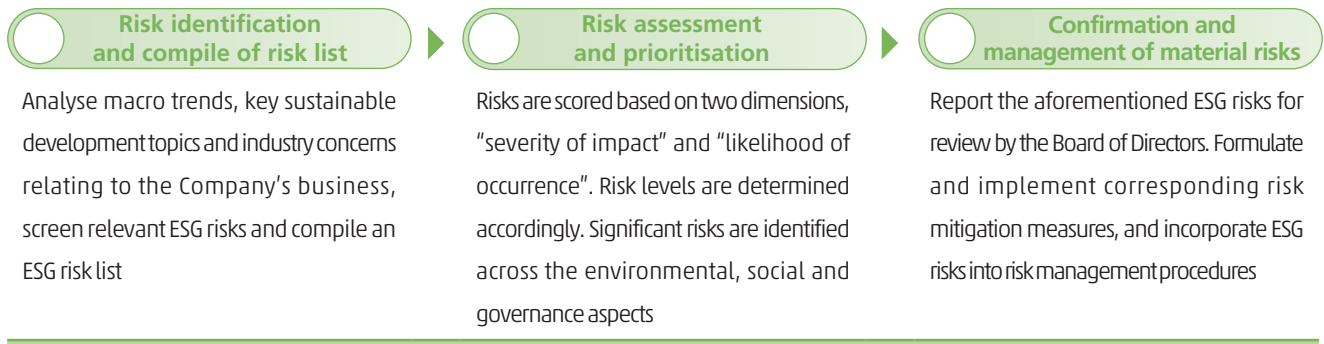 Risk identification
and compile of risk list
Analyse macro trends, key sustainable
development topics and industry concerns
relating to the Company's business,
screen relevant ESG risks and compile an
ESG risk list
Risk assessment
and prioritisation
Risks are scored based on two dimensions,
“severity of impact” and “likelihood of
occurrence”. Risk levels are determined
accordingly. Significant risks are identified
across the environmental, social and
governance aspects
Confirmation and
management of material risks
Report the aforementioned ESG risks for
review by the Board of Directors. Formulate
and implement corresponding risk
mitigation measures, and incorporate ESG
risks into risk management procedures